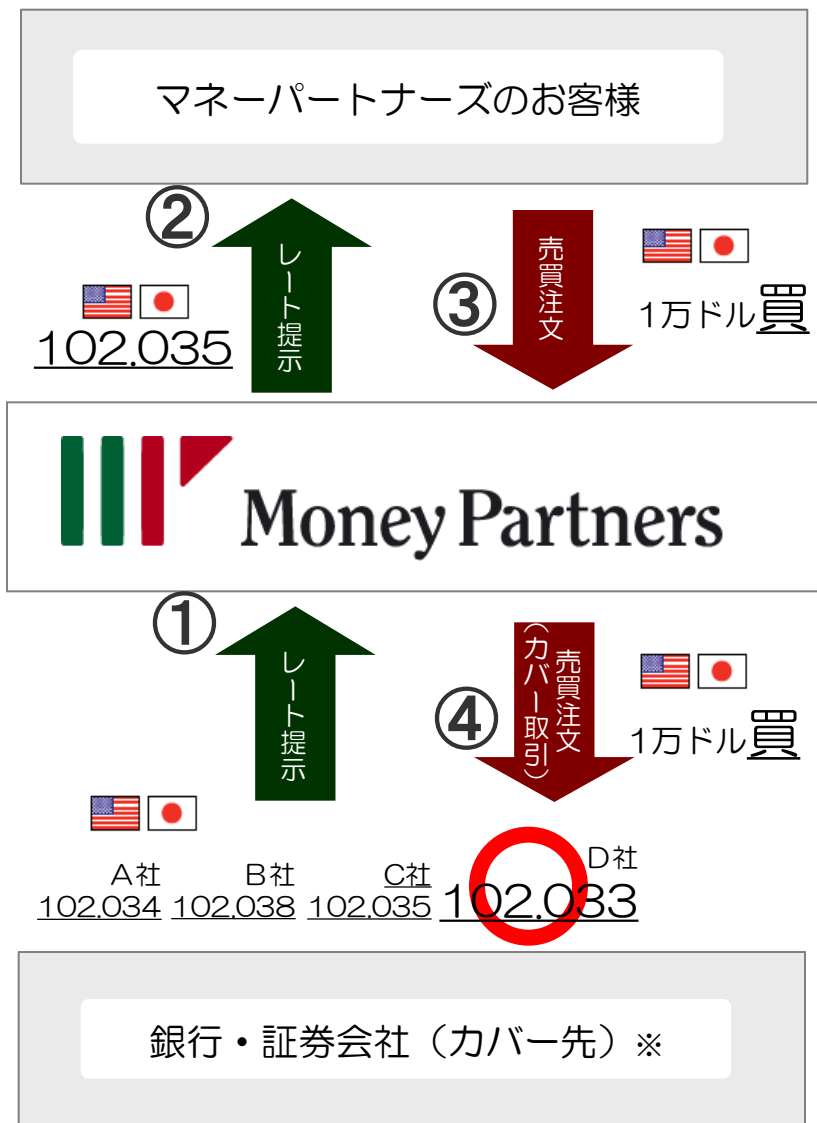 マネーパートナーズのお客様
②
レート提示
102.035
③
売買注文
1万ドル買
Money Partners
①
レート提示
④
売買注文
（カバー取引）
1万ドル買
A社 B社 C社 D社
102.034 102.038 102.035 102.033
銀行・証券会社（カバー先）※